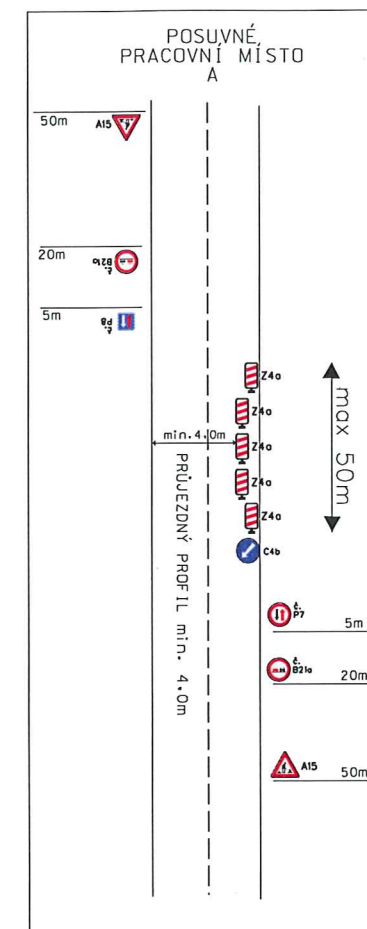 POSUVNÉ
PRACOVNÍ MÍSTO
A
50m
A15
20m
č.
B21a
5m
č.
P8
Z4a
Z4a
min.4.0m
Z4a
Z4a
Z4a
max 50m
PRŮJEZDNÝ PROFIL min. 4.0m
C4b
č.
P7
5m
č.
B21a
20m
A15
50m